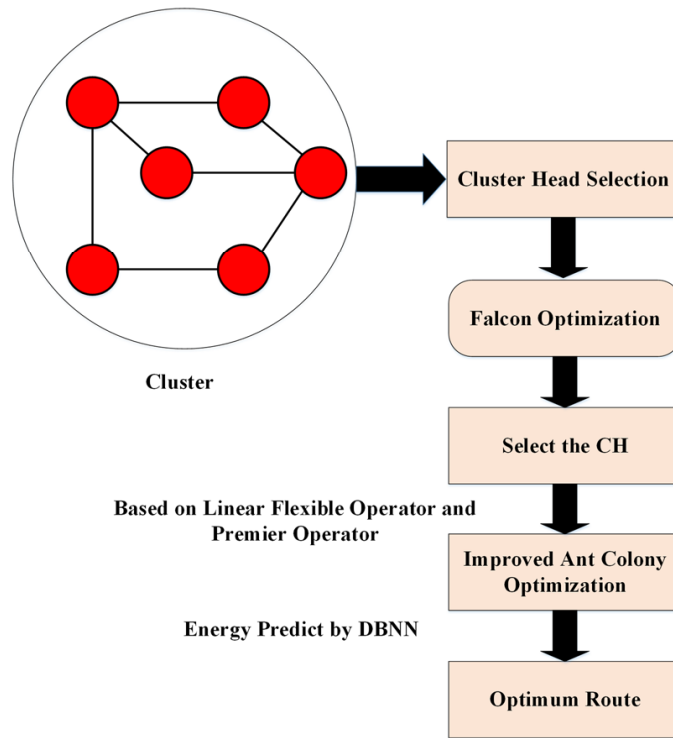 Cluster Head Selection
Falcon Optimization
Cluster
Select the CH
Based on Linear Flexible Operator and
Premier Operator
Improved Ant Colony
Optimization
Energy Predict by DBNN
Optimum Route